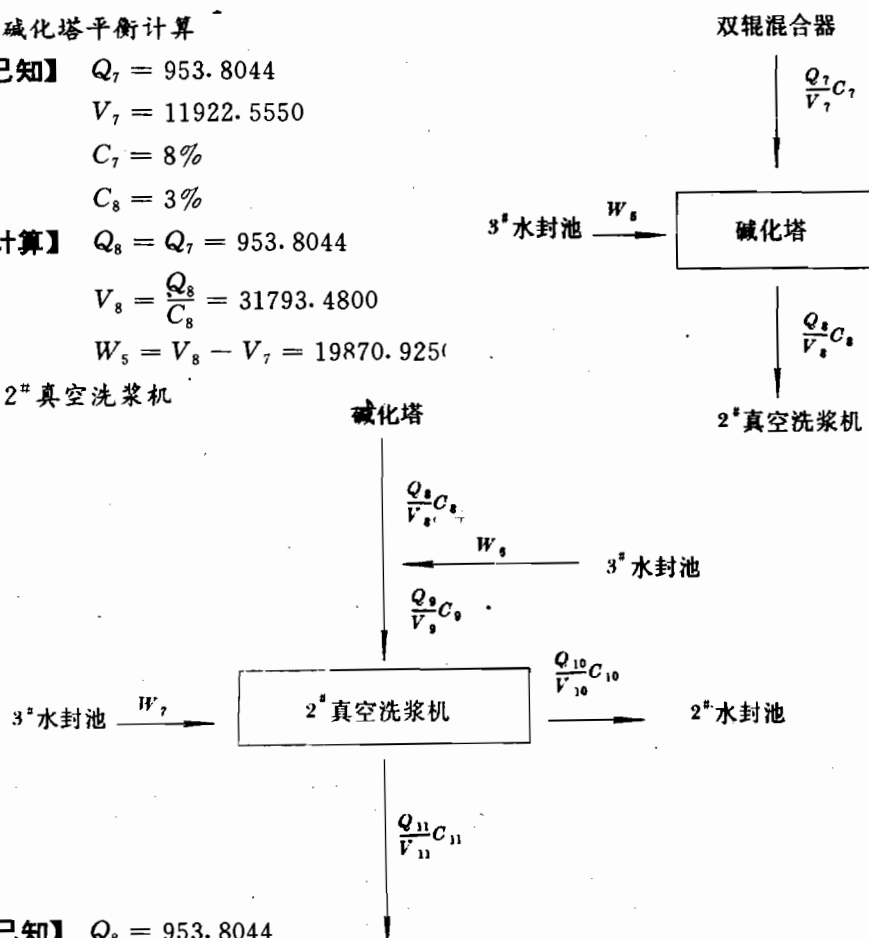 碱化塔平衡计算
已知】 Q₇ = 953.8044
V₇ = 11922.5550
C₇ = 8%
C₈ = 3%
计算】 Q₈ = Q₇ = 953.8044
V₈ = Q₈/C₈ = 31793.4800
W₅ = V₈ − V₇ = 19870.925
双辊混合器
Q₇/V₇ C₇
3# 水封池 W₅ 碱化塔
Q₈/V₈ C₈
2# 真空洗浆机
2# 真空洗浆机
碱化塔
Q₈/V₈ C₈
W₆ 3# 水封池
Q₉/V₉ C₉
3# 水封池 W₇ 2# 真空洗浆机 Q₁₀/V₁₀ C₁₀ 2# 水封池
Q₁₁/V₁₁ C₁₁
已知】 = 953.8044